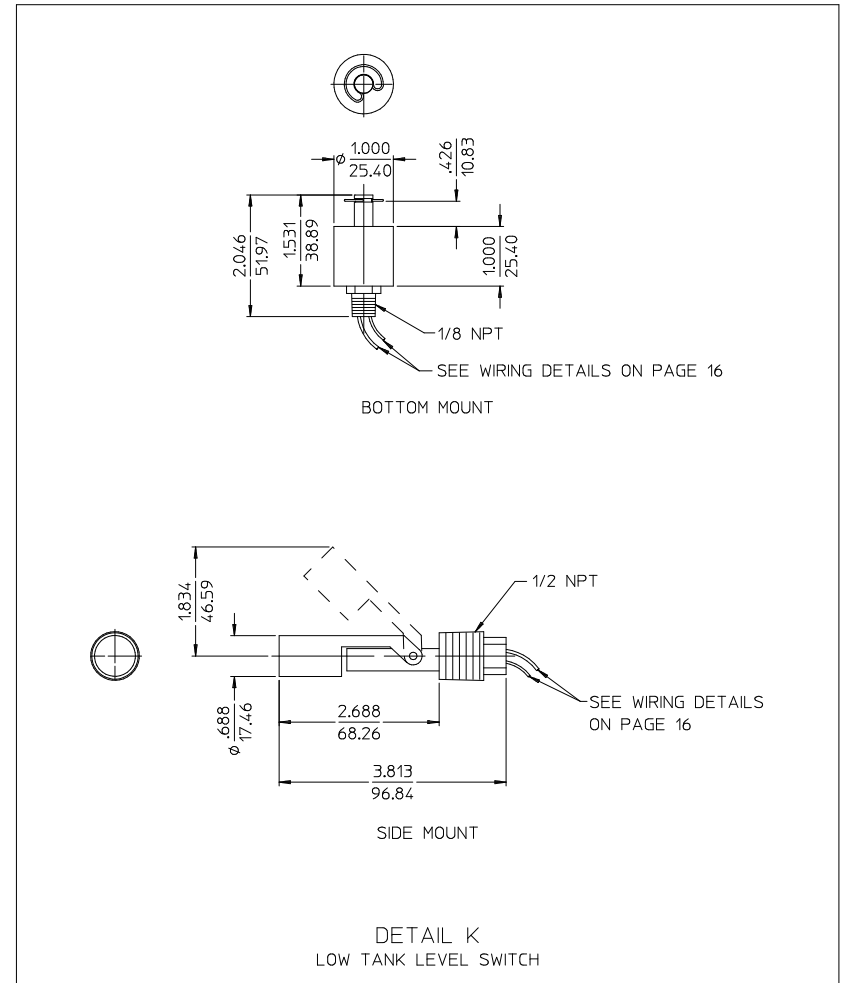 ⌀ 1.000
25.40
.426
10.83
2.046
51.97
1.531
38.89
1.000
25.40
1/8 NPT
SEE WIRING DETAILS ON PAGE 16
BOTTOM MOUNT
1.834
46.59
1/2 NPT
⌀ .688
17.46
2.688
68.26
SEE WIRING DETAILS
ON PAGE 16
3.813
96.84
SIDE MOUNT
DETAIL K
LOW TANK LEVEL SWITCH